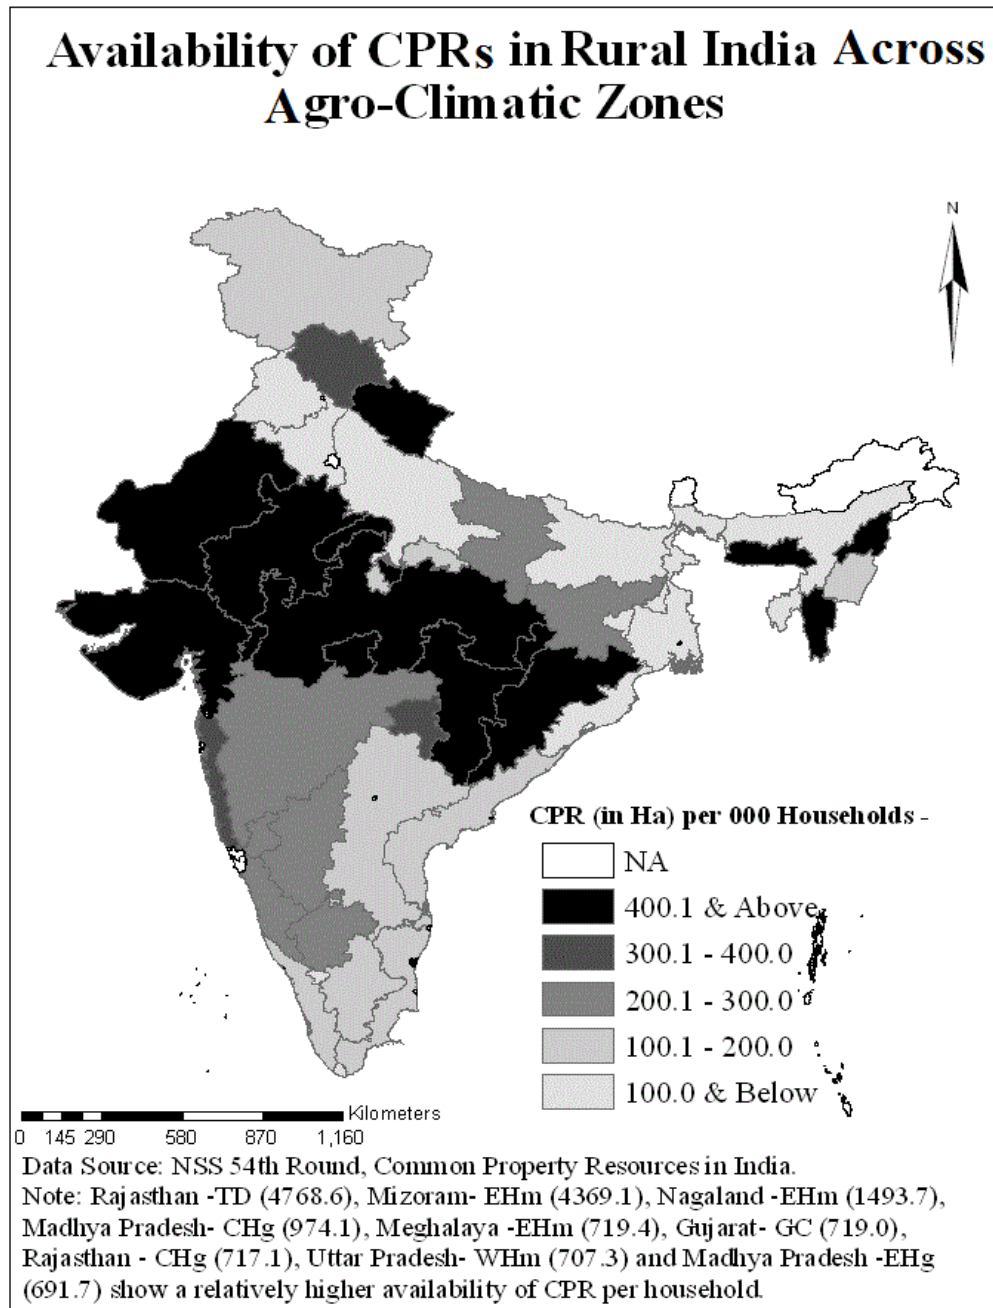 Availability of CPRs in Rural India Across
Agro-Climatic Zones
N
CPR (in Ha) per 000 Households -
NA
400.1 & Above
300.1 - 400.0
200.1 - 300.0
100.1 - 200.0
100.0 & Below
Kilometers
0 145 290 580 870 1,160
Data Source: NSS 54th Round, Common Property Resources in India.
Note: Rajasthan -TD (4768.6), Mizoram- EHm (4369.1), Nagaland -EHm (1493.7),
Madhya Pradesh- CHg (974.1), Meghalaya -EHm (719.4), Gujarat- GC (719.0),
Rajasthan - CHg (717.1), Uttar Pradesh- WHm (707.3) and Madhya Pradesh -EHg
(691.7) show a relatively higher availability of CPR per household.